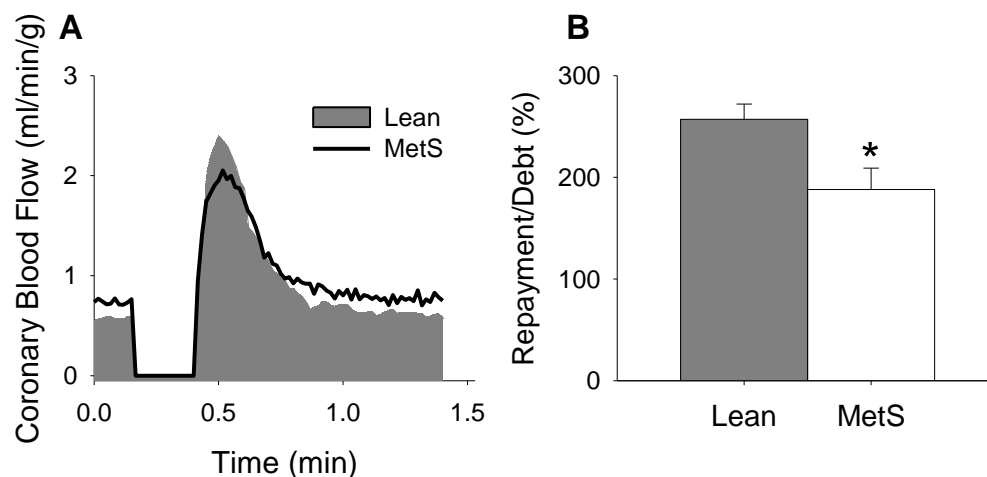 A
Coronary Blood Flow (ml/min/g)
3
2
1
0
Lean
MetS
0.0 0.5 1.0 1.5
Time (min)
B
Repayment/Debt (%)
300
200
100
0
*
Lean MetS